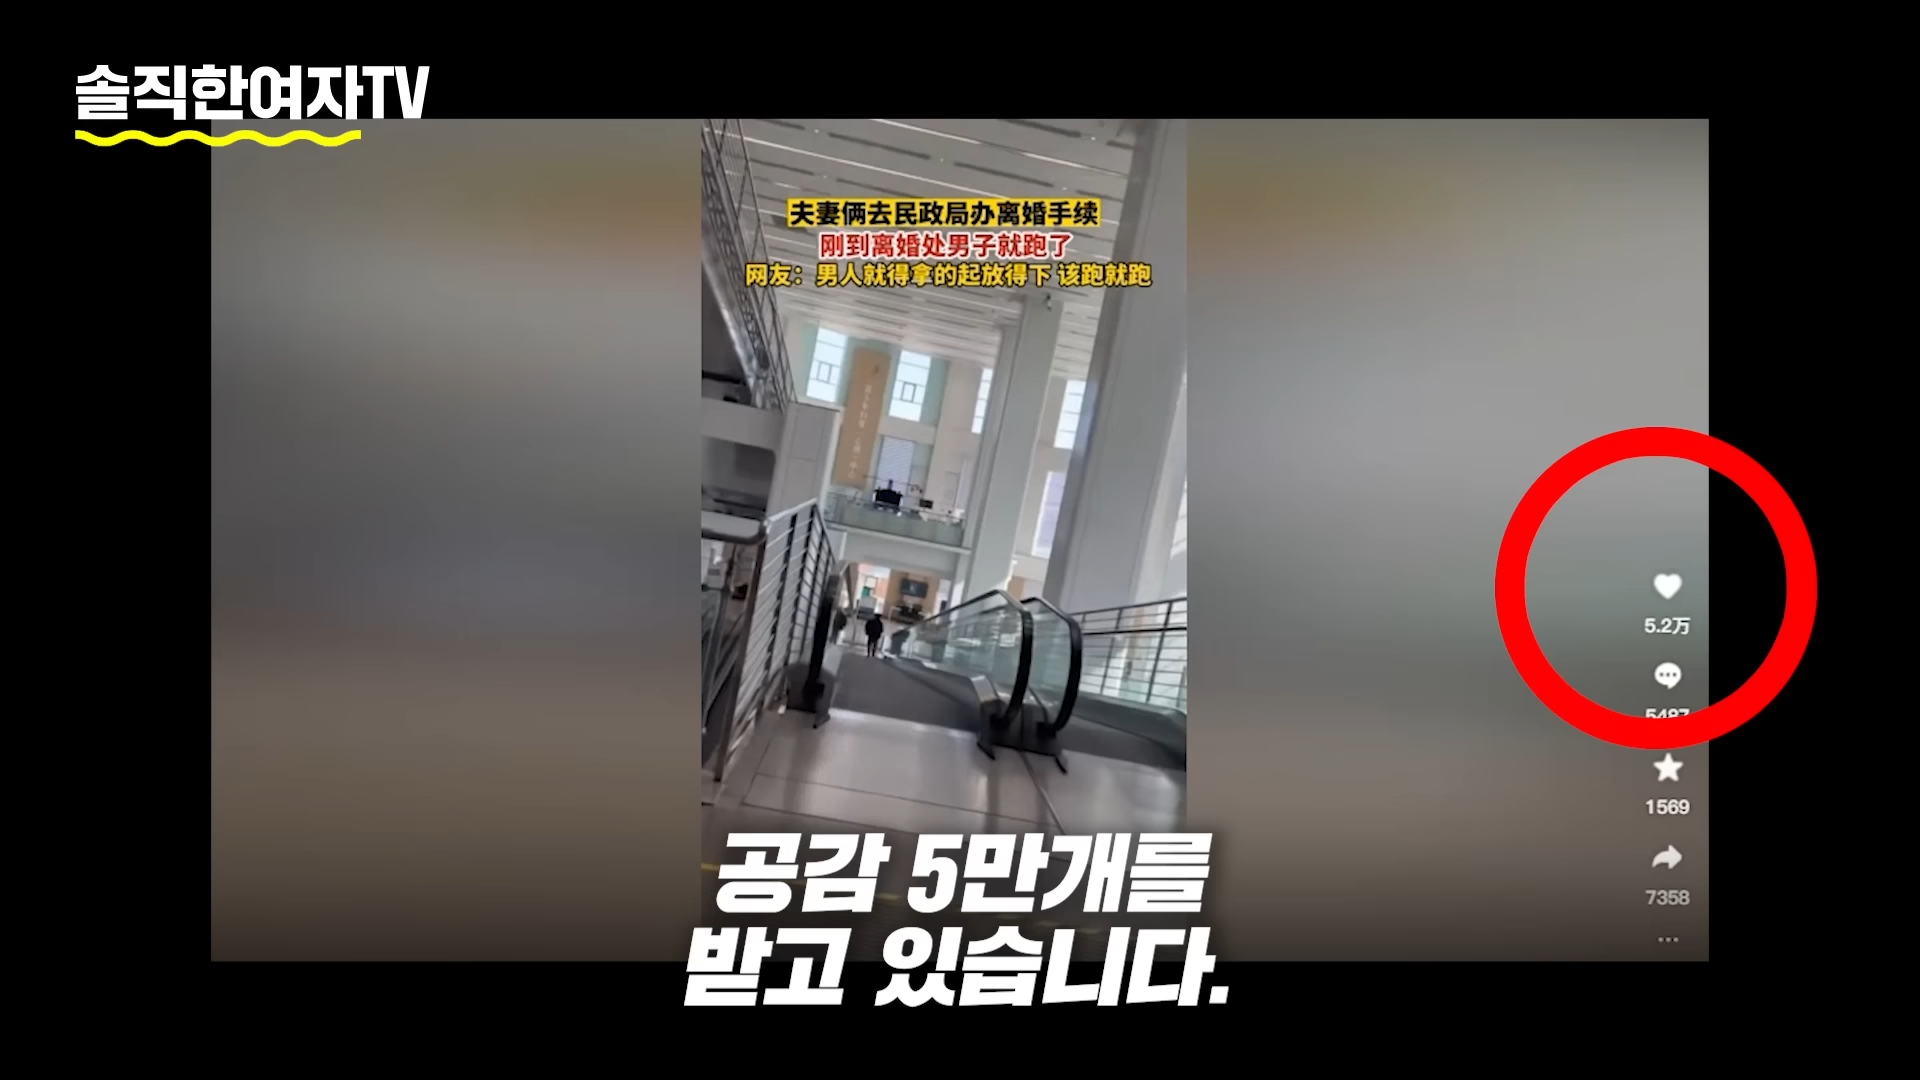 솔직한여자TV
夫妻俩去民政局办离婚手续
刚到离婚处男子就跑了
网友：男人就得拿的起放得下 该跑就跑
5.2万
5487
1569
7358
공감 5만개를
받고 있습니다.